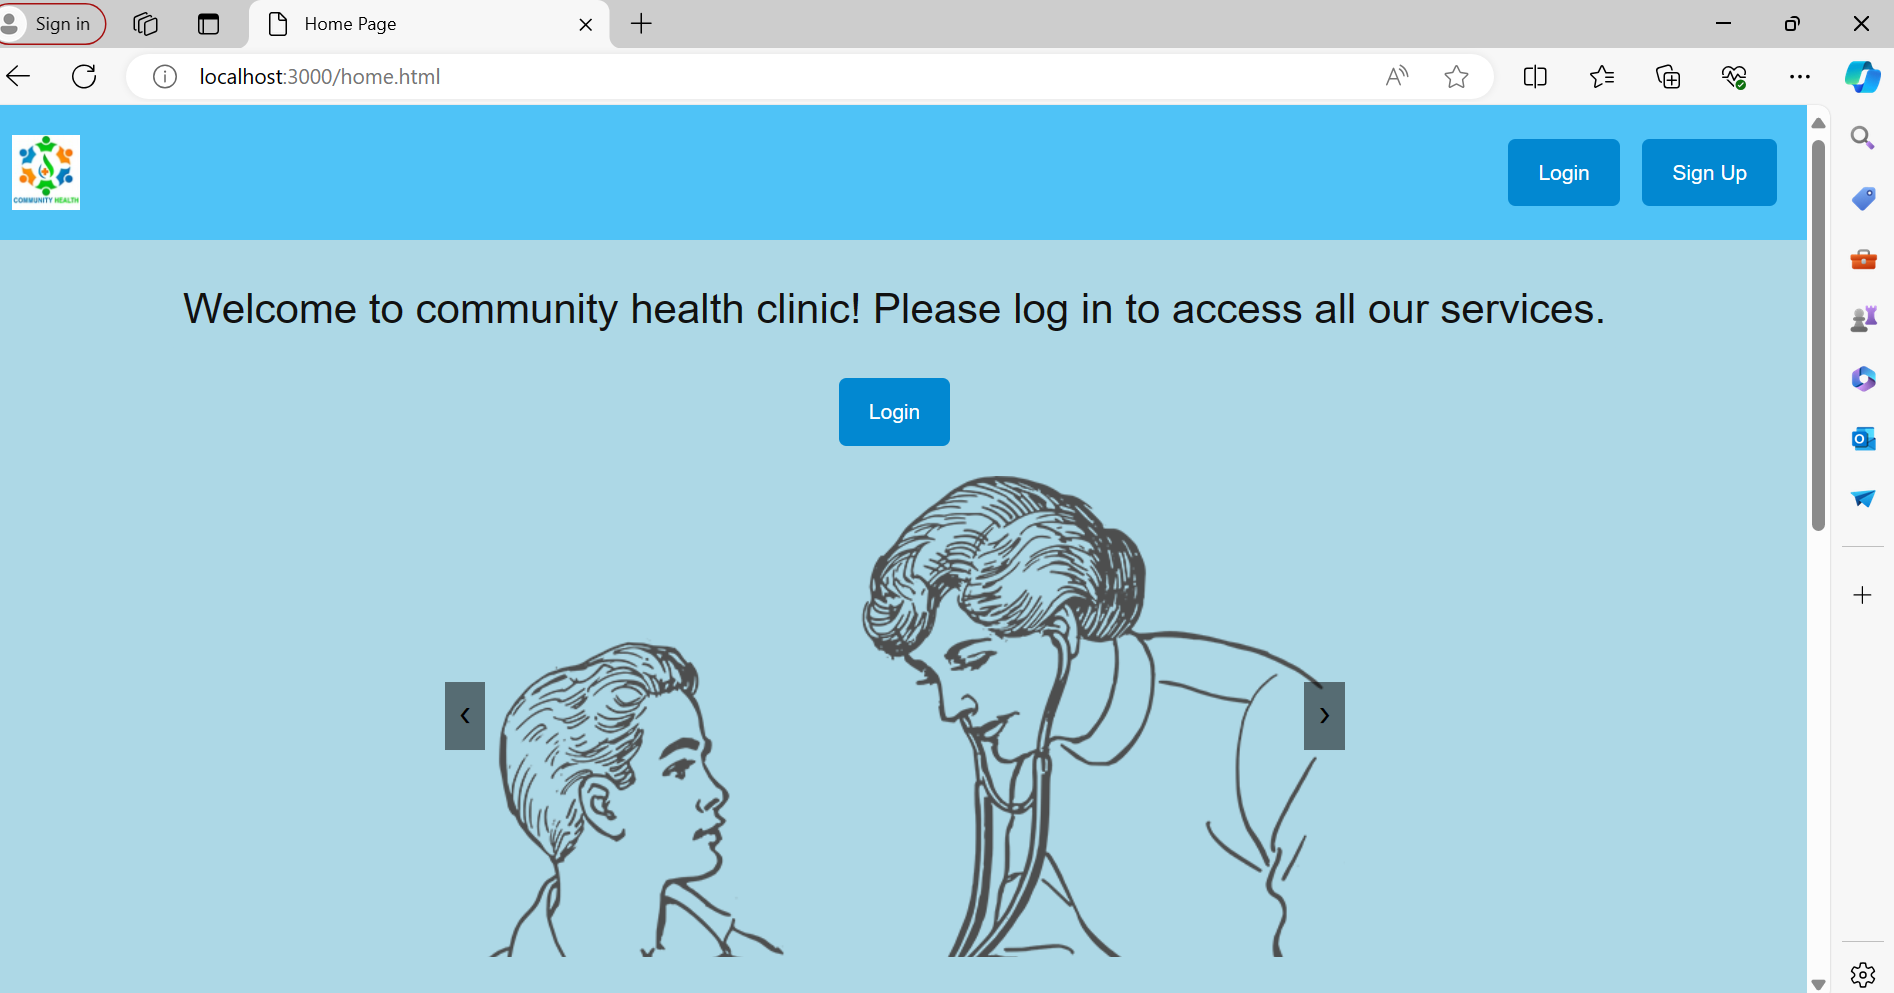 Sign in
Home Page
localhost:3000/home.html
COMMUNITY HEALTH
Login
Sign Up
Welcome to community health clinic! Please log in to access all our services.
Login
‹
›